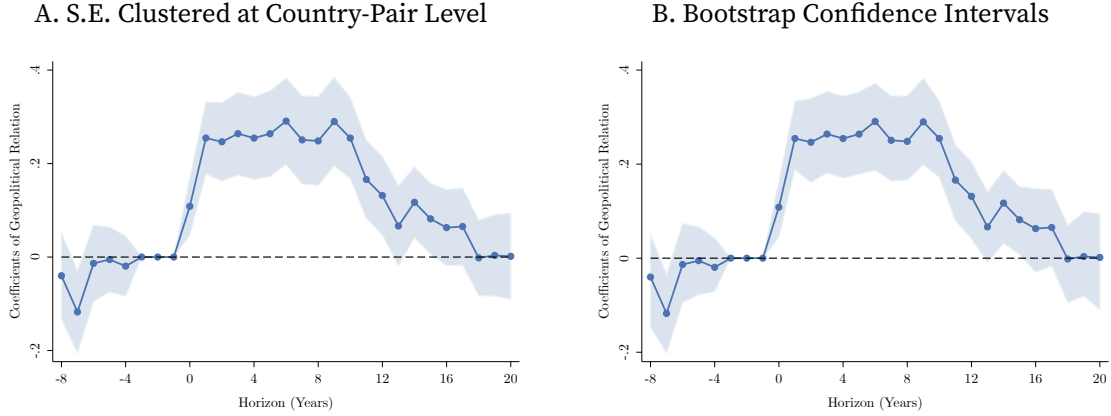 A. S.E. Clustered at Country-Pair Level
Coefficients of Geopolitical Relation
.4
.2
0
-.2
-8 -4 0 4 8 12 16 20
Horizon (Years)
B. Bootstrap Confidence Intervals
Coefficients of Geopolitical Relation
.4
.2
0
-.2
-8 -4 0 4 8 12 16 20
Horizon (Years)